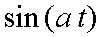 sin (a t)